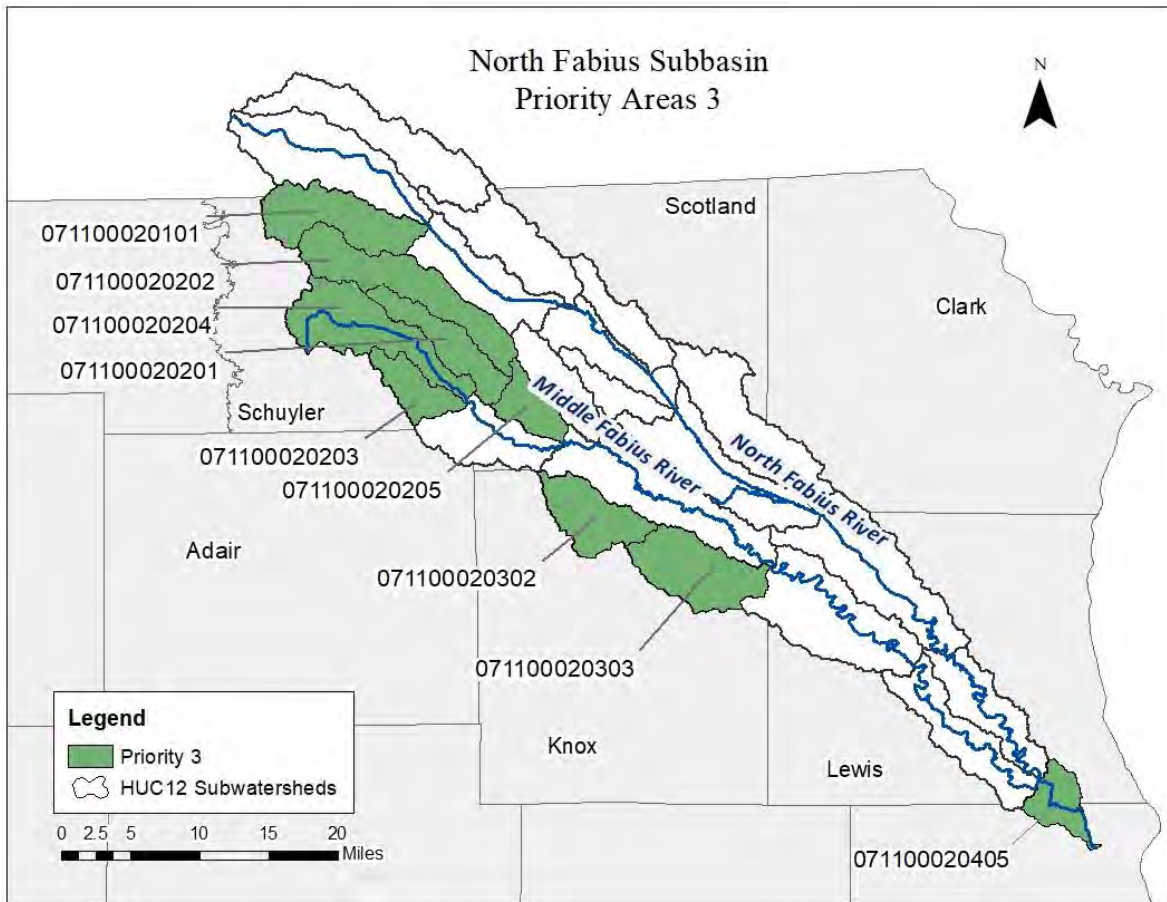 North Fabius Subbasin
Priority Areas 3
N
Scotland
071100020101
071100020202
Clark
071100020204
071100020201
Schuyler
Middle Fabius River
071100020203
North Fabius River
071100020205
Adair
071100020302
071100020303
Legend
Priority 3
Knox
HUC12 Subwatersheds
Lewis
0 2.5 5 10 15 20
Miles
071100020405